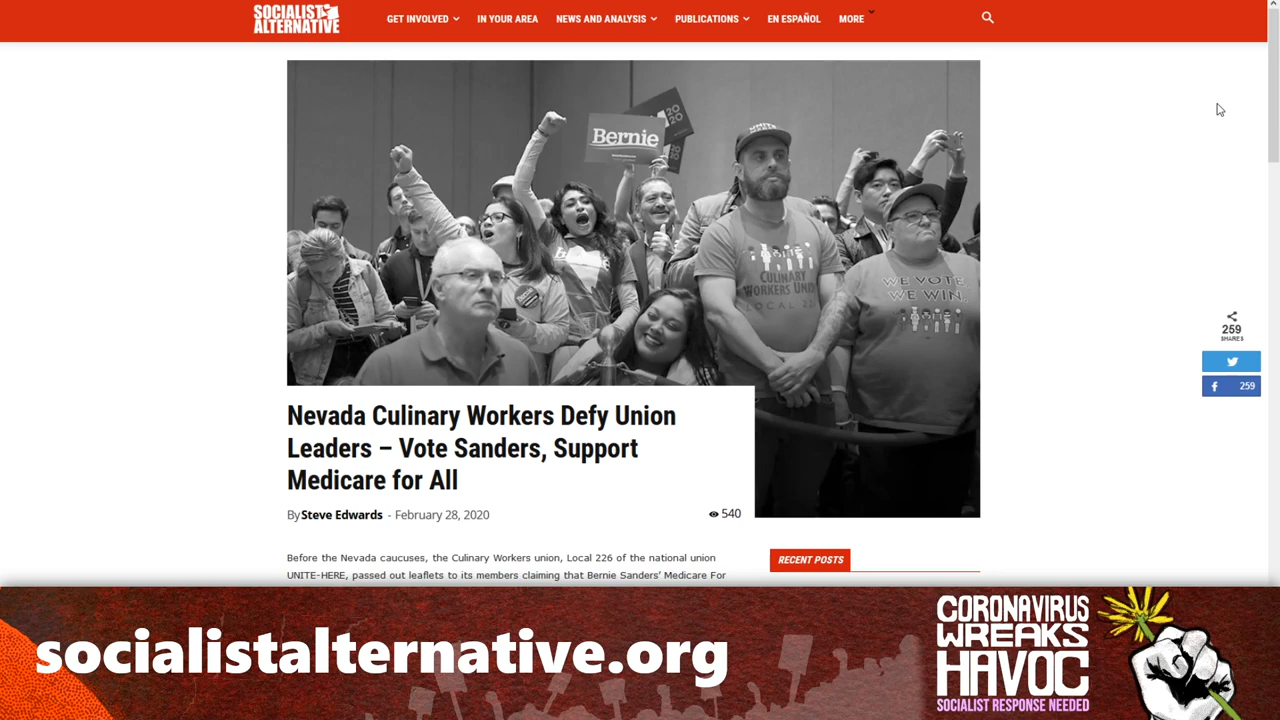 SOCIALIST
ALTERNATIVE
GET INVOLVED
IN YOUR AREA
NEWS AND ANALYSIS
PUBLICATIONS
EN ESPAÑOL
MORE
2020
Bernie
CULINARY
WORKERS UNION
LOCAL 22
WE VOTE
WE WIN.
259
SHARES
259
Nevada Culinary Workers Defy Union
Leaders – Vote Sanders, Support
Medicare for All
By Steve Edwards - February 28, 2020
540
Before the Nevada caucuses, the Culinary Workers union, Local 226 of the national union
UNITE-HERE, passed out leaflets to its members claiming that Bernie Sanders' Medicare For
RECENT POSTS
socialistalternative.org
CORONAVIRUS
WREAKS
HAVOC
SOCIALIST RESPONSE NEEDED